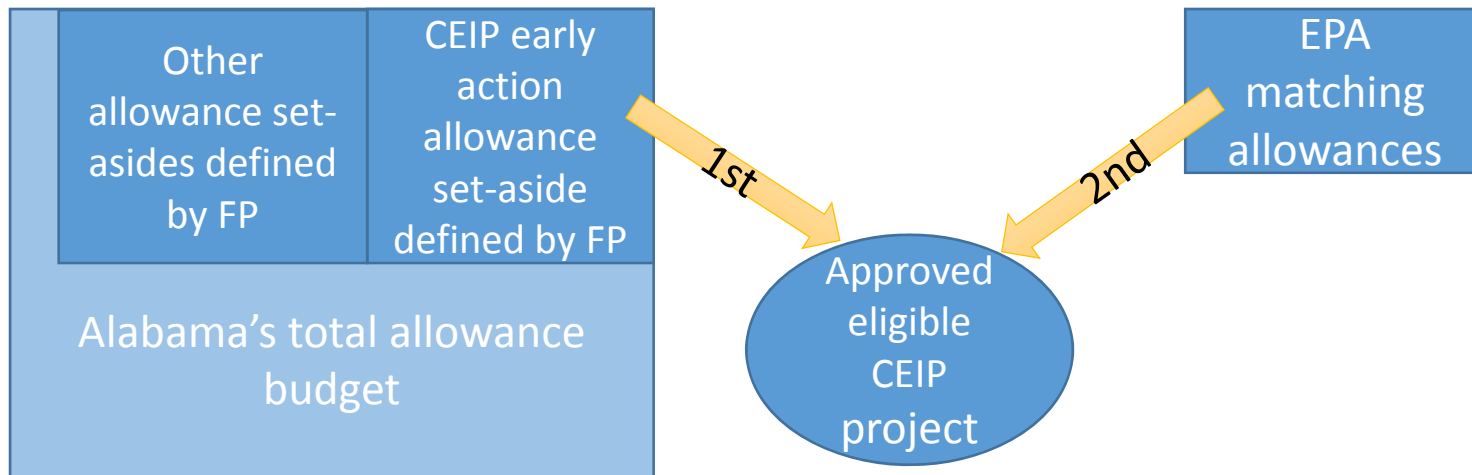 Other
allowance set-
asides defined
by FP
CEIP early
action
allowance
set-aside
defined by FP
Alabama’s total allowance
budget
1st
2nd
EPA
matching
allowances
Approved
eligible
CEIP
project